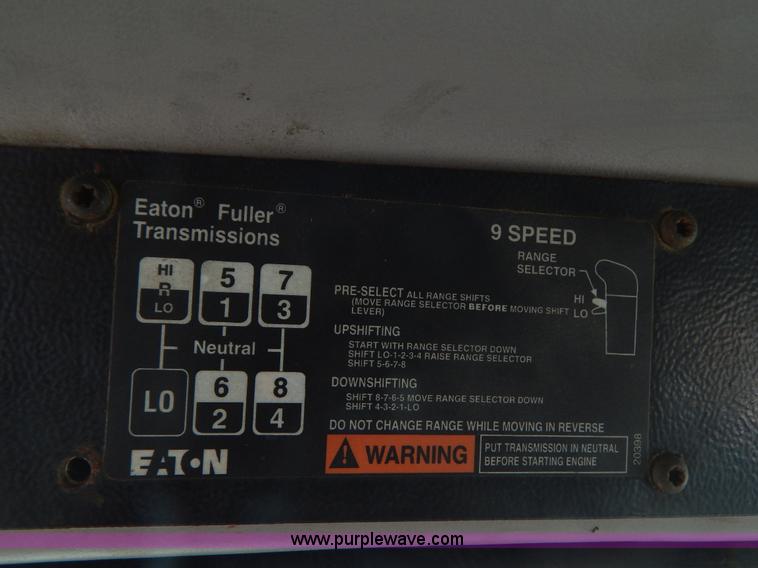 Eaton® Fuller®
Transmissions
9 SPEED
RANGE
SELECTOR
HI
LO
HI
R
LO
5
1
7
3
Neutral
LO
6
2
8
4
PRE-SELECT ALL RANGE SHIFTS
(MOVE RANGE SELECTOR BEFORE MOVING SHIFT
LEVER)
UPSHIFTING
START WITH RANGE SELECTOR DOWN
SHIFT LO-1-2-3-4 RAISE RANGE SELECTOR
SHIFT 5-6-7-8
DOWNSHIFTING
SHIFT 8-7-6-5 MOVE RANGE SELECTOR DOWN
SHIFT 4-3-2-1-LO
DO NOT CHANGE RANGE WHILE MOVING IN REVERSE
EATON
WARNING
PUT TRANSMISSION IN NEUTRAL
BEFORE STARTING ENGINE
20398
www.purplewave.com